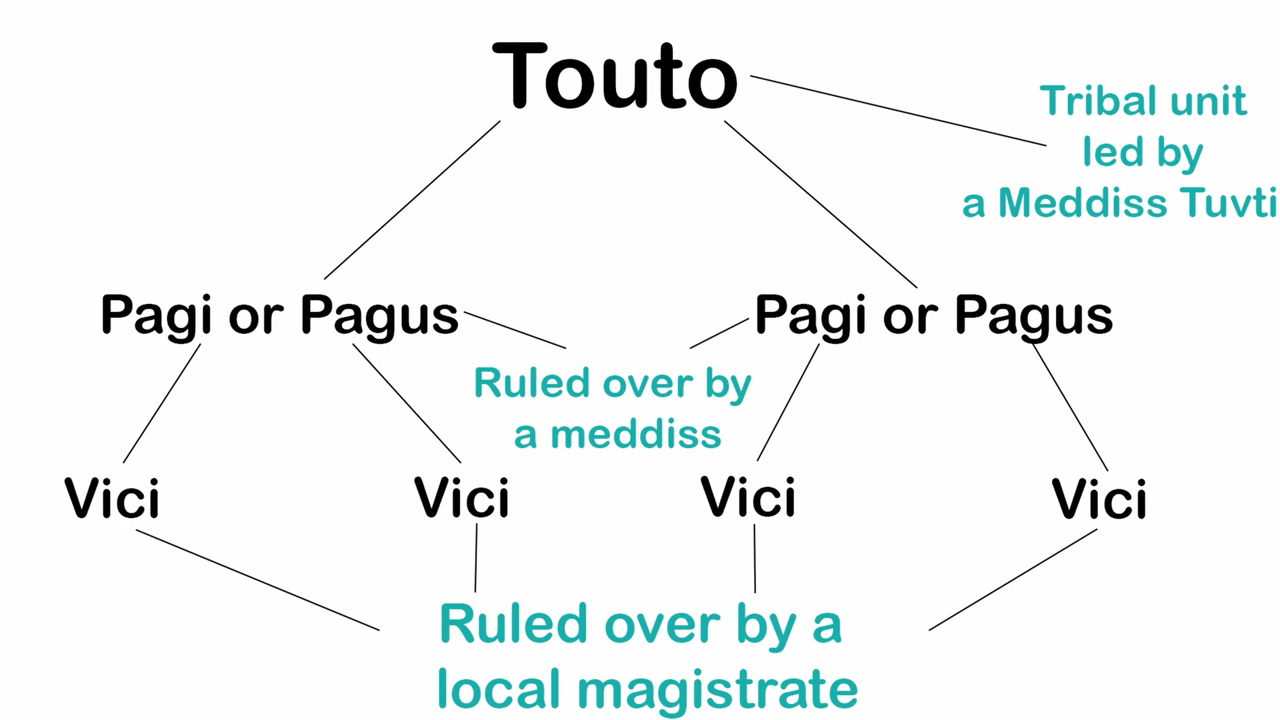 Touto
Tribal unit
led by
a Meddiss Tuvti
Pagi or Pagus
Pagi or Pagus
Ruled over by
a meddiss
Vici
Vici
Vici
Vici
Ruled over by a
local magistrate